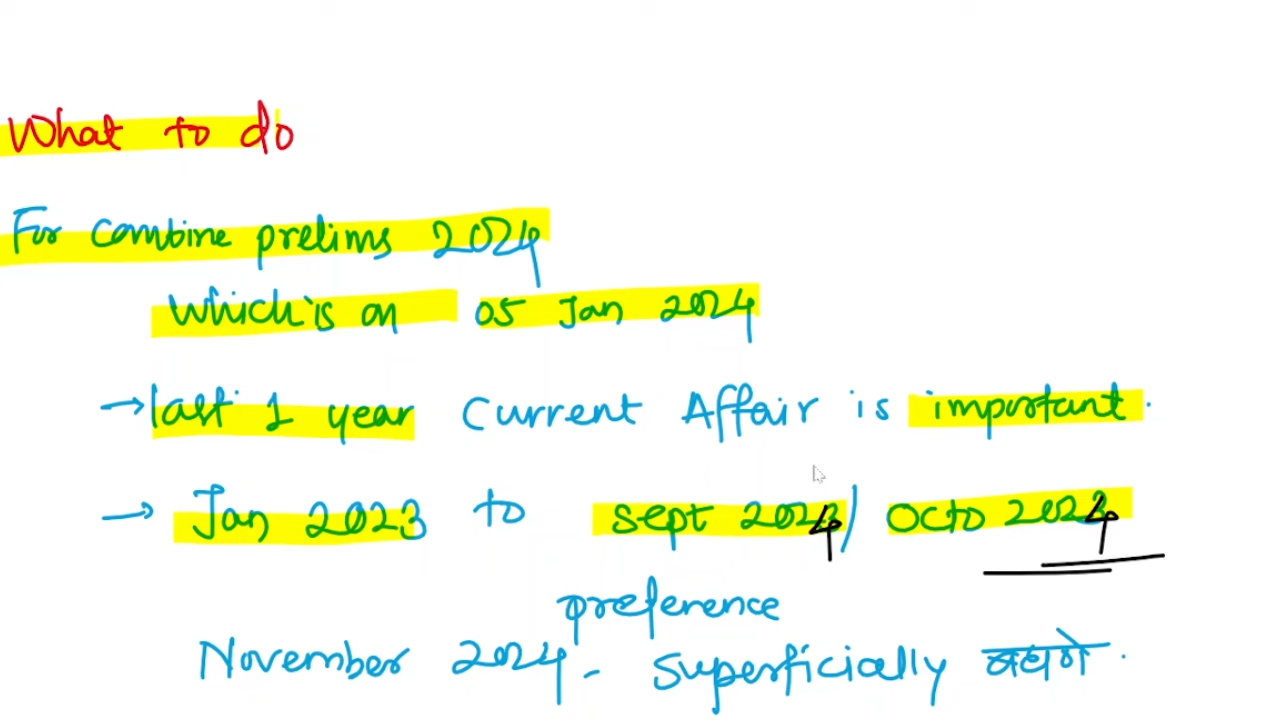 What to do
For combine prelims 2024
Which is on 05 Jan 2024
→ last 1 year Current Affair is important.
→ Jan 2023 to Sept 2024 / Octo 2024
preference
November 2024 - Superficially बघणे.